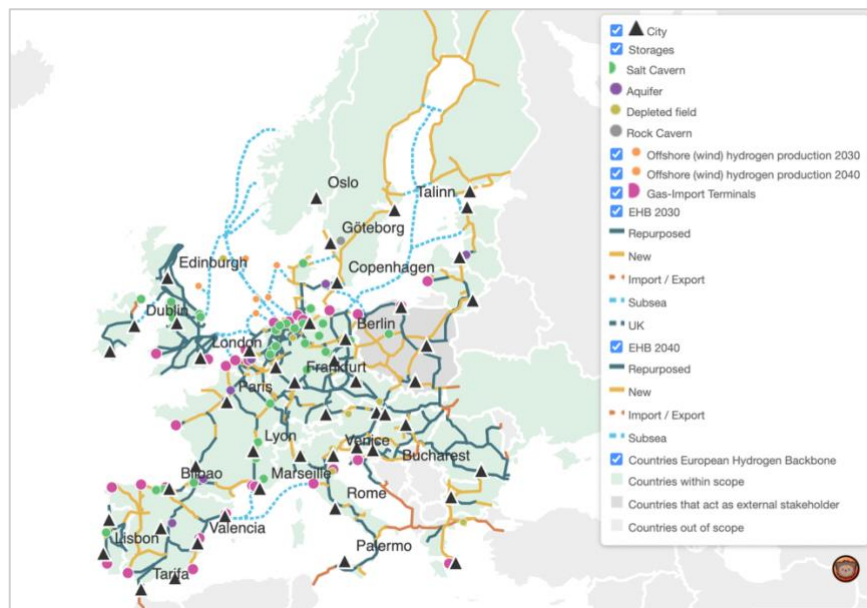 Oslo
Talinn
Göteborg
Edinburgh
Copenhagen
Dublin
Berlin
London
Frankfurt
Paris
Lyon
Venice
Bucharest
Bilbao
Marseille
Rome
Valencia
Lisbon
Palermo
Tarifa
City
Storages
Salt Cavern
Aquifer
Depleted field
Rock Cavern
Offshore (wind) hydrogen production 2030
Offshore (wind) hydrogen production 2040
Gas-Import Terminals
EHB 2030
Repurposed
New
Import / Export
Subsea
UK
EHB 2040
Repurposed
New
Import / Export
Subsea
Countries European Hydrogen Backbone
Countries within scope
Countries that act as external stakeholder
Countries out of scope